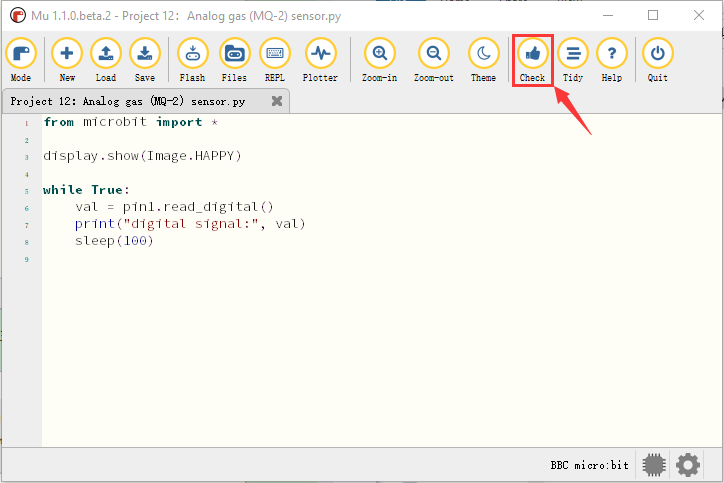 Mu 1.1.0.beta.2 - Project 12: Analog gas (MQ-2) sensor.py
Mode New Load Save Flash Files REPL Plotter Zoom-in Zoom-out Theme Check Tidy Help Quit
Project 12: Analog gas (MQ-2) sensor.py
1 from microbit import *
2
3 display.show(Image.HAPPY)
4
5 while True:
6 val = pin1.read_digital()
7 print("digital signal:", val)
8 sleep(100)
9
BBC micro:bit